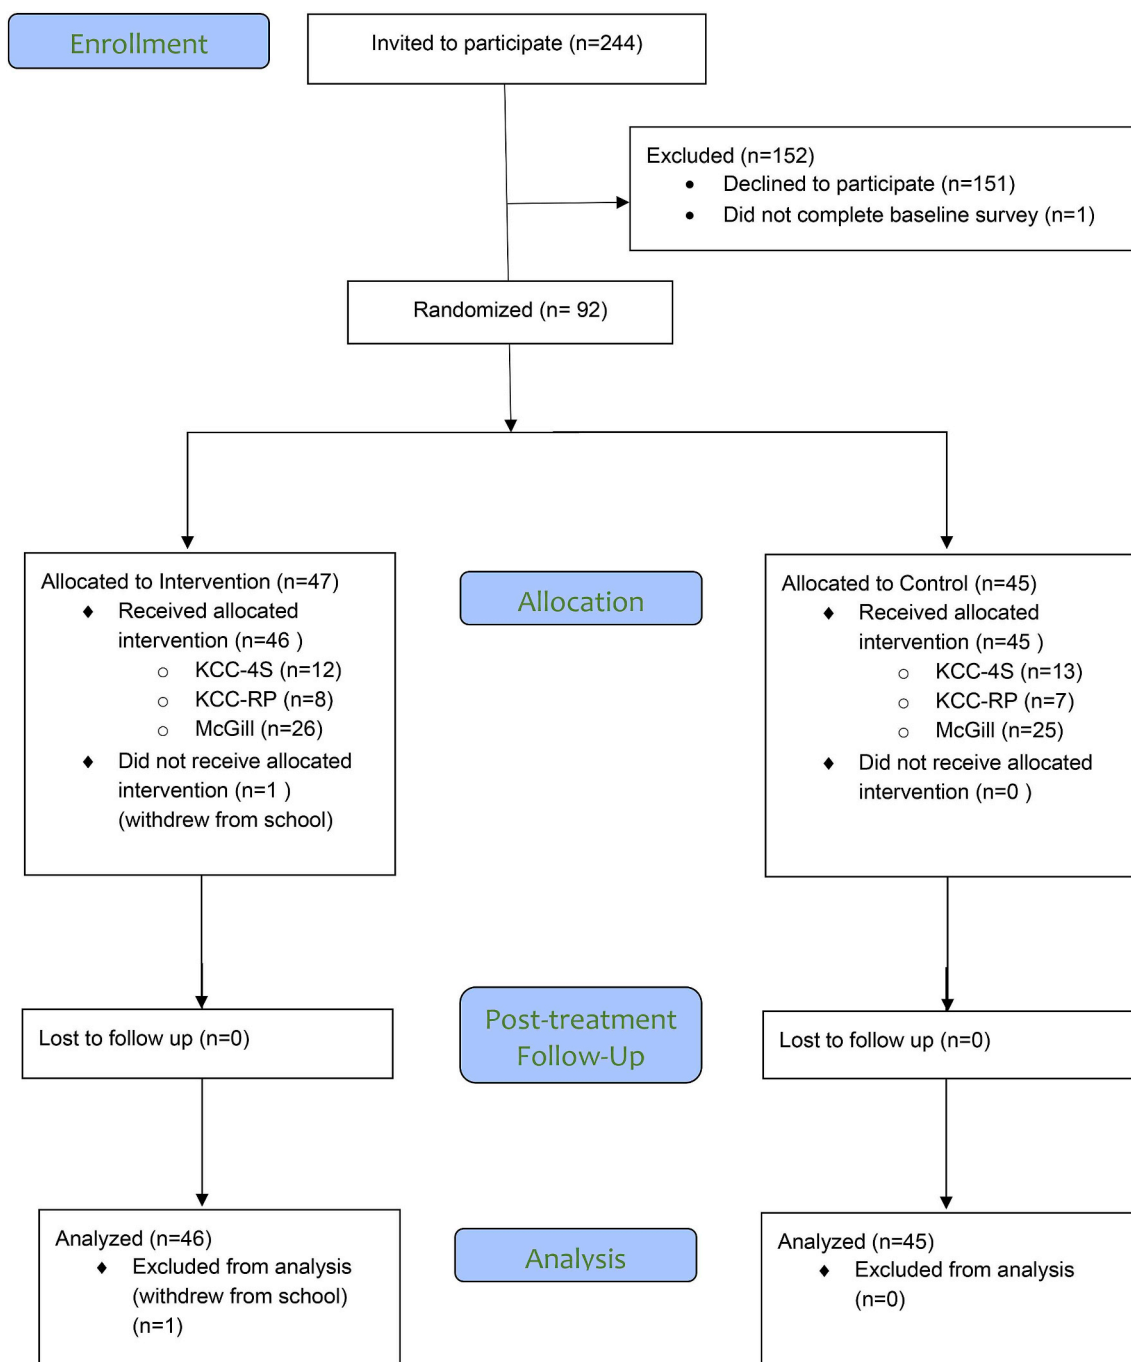 Enrollment
Invited to participate (n=244)
Excluded (n=152)
• Declined to participate (n=151)
• Did not complete baseline survey (n=1)
Randomized (n= 92)
Allocated to Intervention (n=47)
♦ Received allocated
intervention (n=46 )
○ KCC-4S (n=12)
○ KCC-RP (n=8)
○ McGill (n=26)
♦ Did not receive allocated
intervention (n=1 )
(withdrew from school)
Allocation
Allocated to Control (n=45)
♦ Received allocated
intervention (n=45 )
○ KCC-4S (n=13)
○ KCC-RP (n=7)
○ McGill (n=25)
♦ Did not receive allocated
intervention (n=0 )
Lost to follow up (n=0)
Post-treatment
Follow-Up
Lost to follow up (n=0)
Analyzed (n=46)
♦ Excluded from analysis
(withdrew from school)
(n=1)
Analysis
Analyzed (n=45)
♦ Excluded from analysis
(n=0)